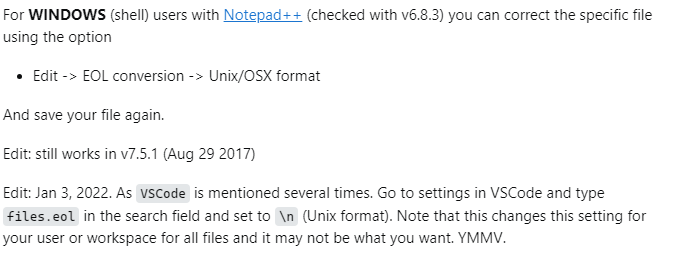 For WINDOWS (shell) users with Notepad++ (checked with v6.8.3) you can correct the specific file
using the option
• Edit -> EOL conversion -> Unix/OSX format
And save your file again.
Edit: still works in v7.5.1 (Aug 29 2017)
Edit: Jan 3, 2022. As VSCode is mentioned several times. Go to settings in VSCode and type
files.eol in the search field and set to \n (Unix format). Note that this changes this setting for
your user or workspace for all files and it may not be what you want. YMMV.